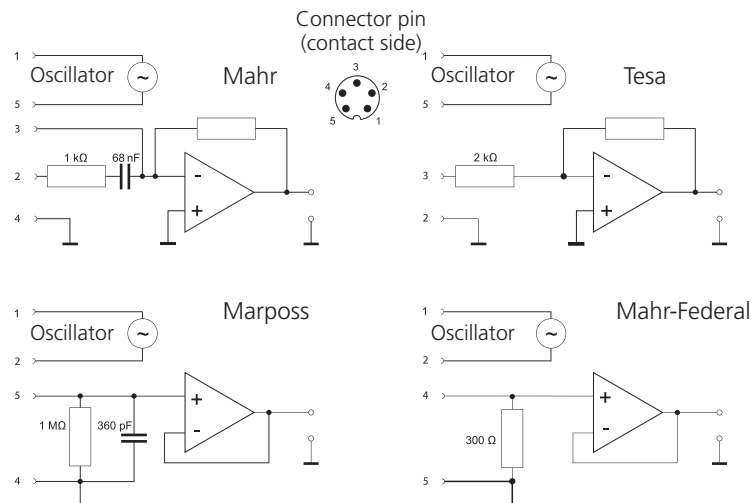 Connector pin
(contact side)
3
4
2
5
1
Mahr
1
Oscillator
~
5
3
1 kΩ
68 nF
2
-
+
4
Tesa
1
Oscillator
~
5
2 kΩ
3
-
+
2
Marposs
1
Oscillator
~
2
5
+
-
1 MΩ
360 pF
4
Mahr-Federal
1
Oscillator
~
2
4
+
-
300 Ω
5